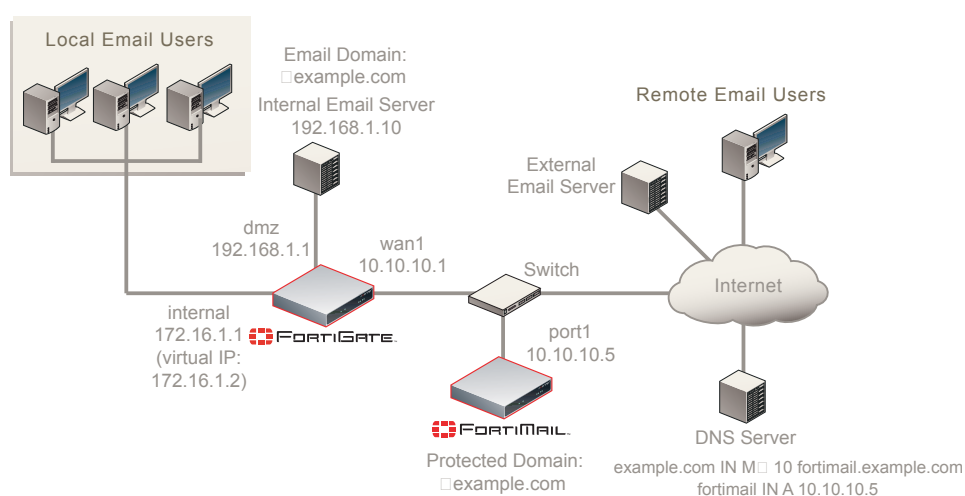 Local Email Users
Email Domain:
□example.com
Internal Email Server
192.168.1.10
Remote Email Users
External
Email Server
dmz
192.168.1.1
wan1
10.10.10.1
Switch
Internet
internal
172.16.1.1
(virtual IP:
172.16.1.2)
FORTIGATE.
port1
10.10.10.5
FORTIMAIL.
Protected Domain:
□example.com
DNS Server
example.com IN M□ 10 fortimail.example.com
fortimail IN A 10.10.10.5